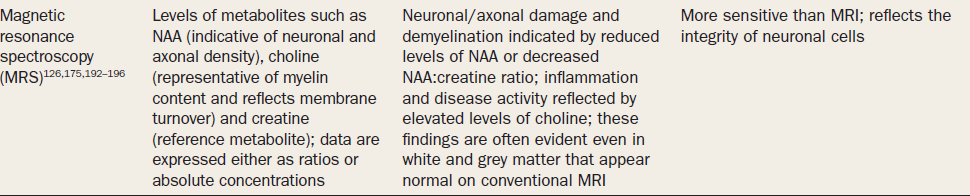 Magnetic
resonance
spectroscopy
(MRS)126,175,192–196
Levels of metabolites such as
NAA (indicative of neuronal and
axonal density), choline
(representative of myelin
content and reflects membrane
turnover) and creatine
(reference metabolite); data are
expressed either as ratios or
absolute concentrations
Neuronal/axonal damage and
demyelination indicated by reduced
levels of NAA or decreased
NAA:creatine ratio; inflammation
and disease activity reflected by
elevated levels of choline; these
findings are often evident even in
white and grey matter that appear
normal on conventional MRI
More sensitive than MRI; reflects the
integrity of neuronal cells